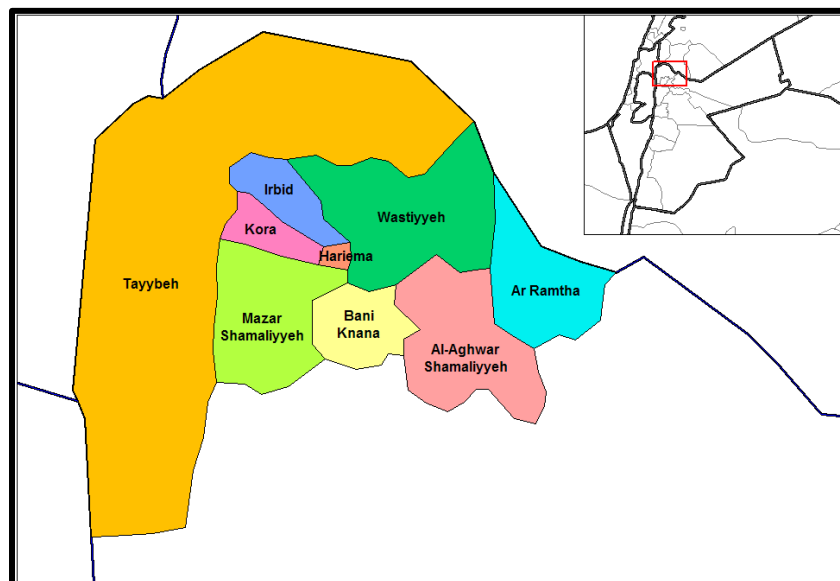 Irbid
Wastiyyeh
Kora
Hariema
Tayybeh
Ar Ramtha
Mazar
Shamaliyyeh
Bani
Knana
Al-Aghwar
Shamaliyyeh